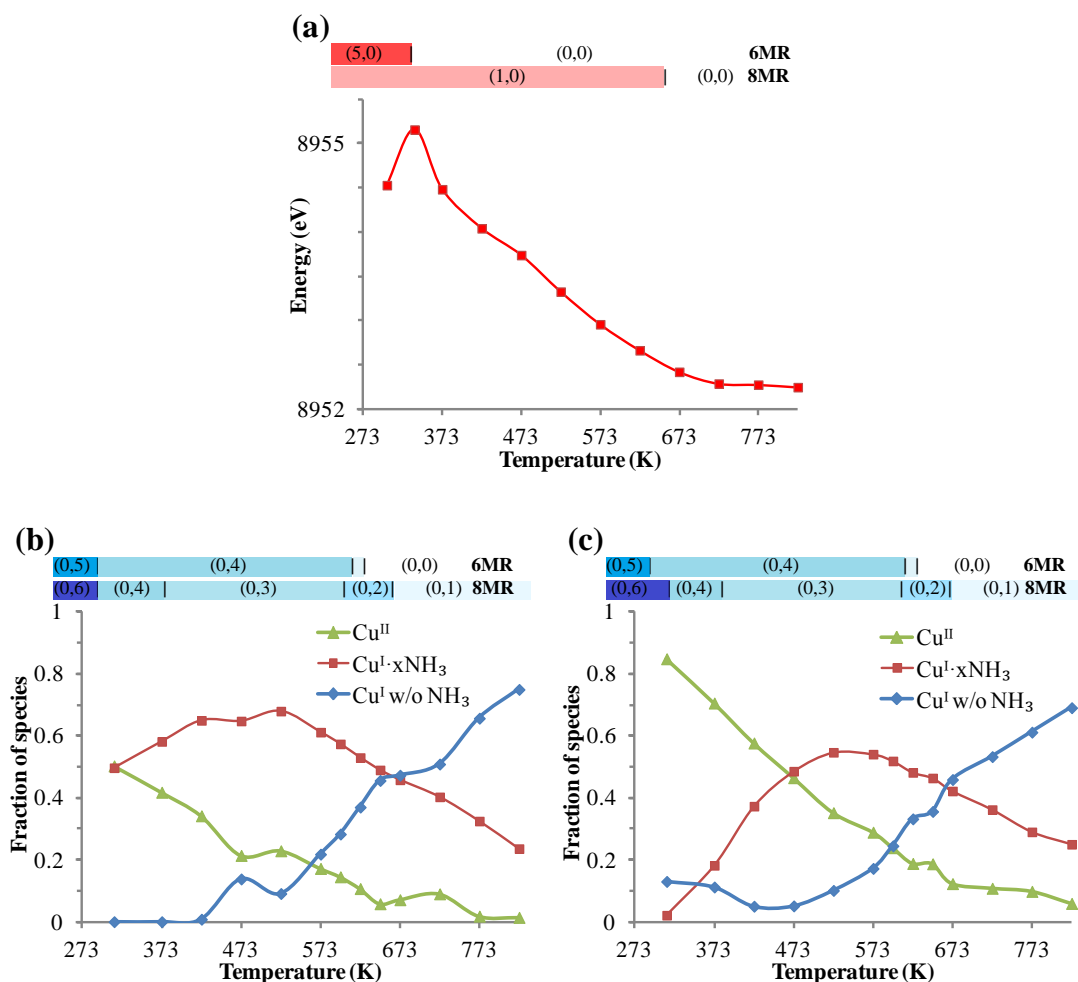 (a)
(5,0) (0,0) 6MR
(1,0) (0,0) 8MR
8955
Energy (eV)
8952
273 373 473 573 673 773
Temperature (K)
(b)
(0,5) (0,4) (0,0) 6MR
(0,6) (0,4) (0,3) (0,2) (0,1) 8MR
1
0.8
0.6
0.4
0.2
0
Fraction of species
Cuᴵᴵ
Cuᴵ·xNH₃
Cuᴵ w/o NH₃
273 373 473 573 673 773
Temperature (K)
(c)
(0,5) (0,4) (0,0) 6MR
(0,6) (0,4) (0,3) (0,2) (0,1) 8MR
1
0.8
0.6
0.4
0.2
0
Fraction of species
Cuᴵᴵ
Cuᴵ·xNH₃
Cuᴵ w/o NH₃
273 373 473 573 673 773
Temperature (K)